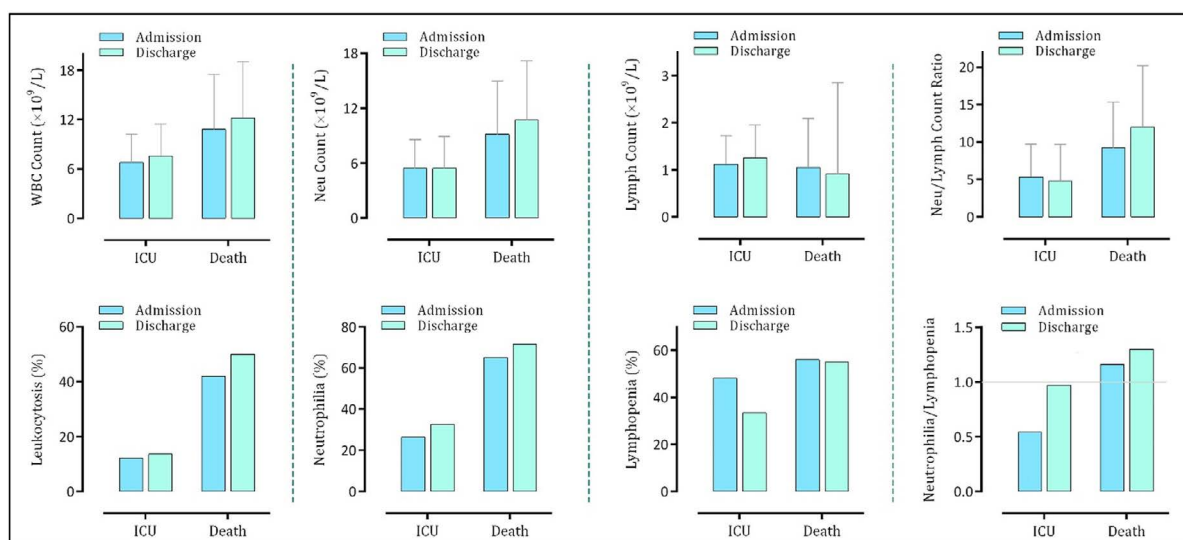 Admission
Discharge
WBC Count (×10⁹/L)
18
12
6
0
ICU Death
Admission
Discharge
Neu Count (×10⁹/L)
18
12
6
0
ICU Death
Admission
Discharge
Lymph Count (×10⁹/L)
3
2
1
0
ICU Death
Admission
Discharge
Neu/Lymph Count Ratio
20
15
10
5
0
ICU Death
Admission
Discharge
Leukocytosis (%)
60
40
20
0
ICU Death
Admission
Discharge
Neutrophilia (%)
80
60
40
20
0
ICU Death
Admission
Discharge
Lymphopenia (%)
60
40
20
0
ICU Death
Admission
Discharge
Neutrophilia/Lymphopenia
1.5
1.0
0.5
0.0
ICU Death